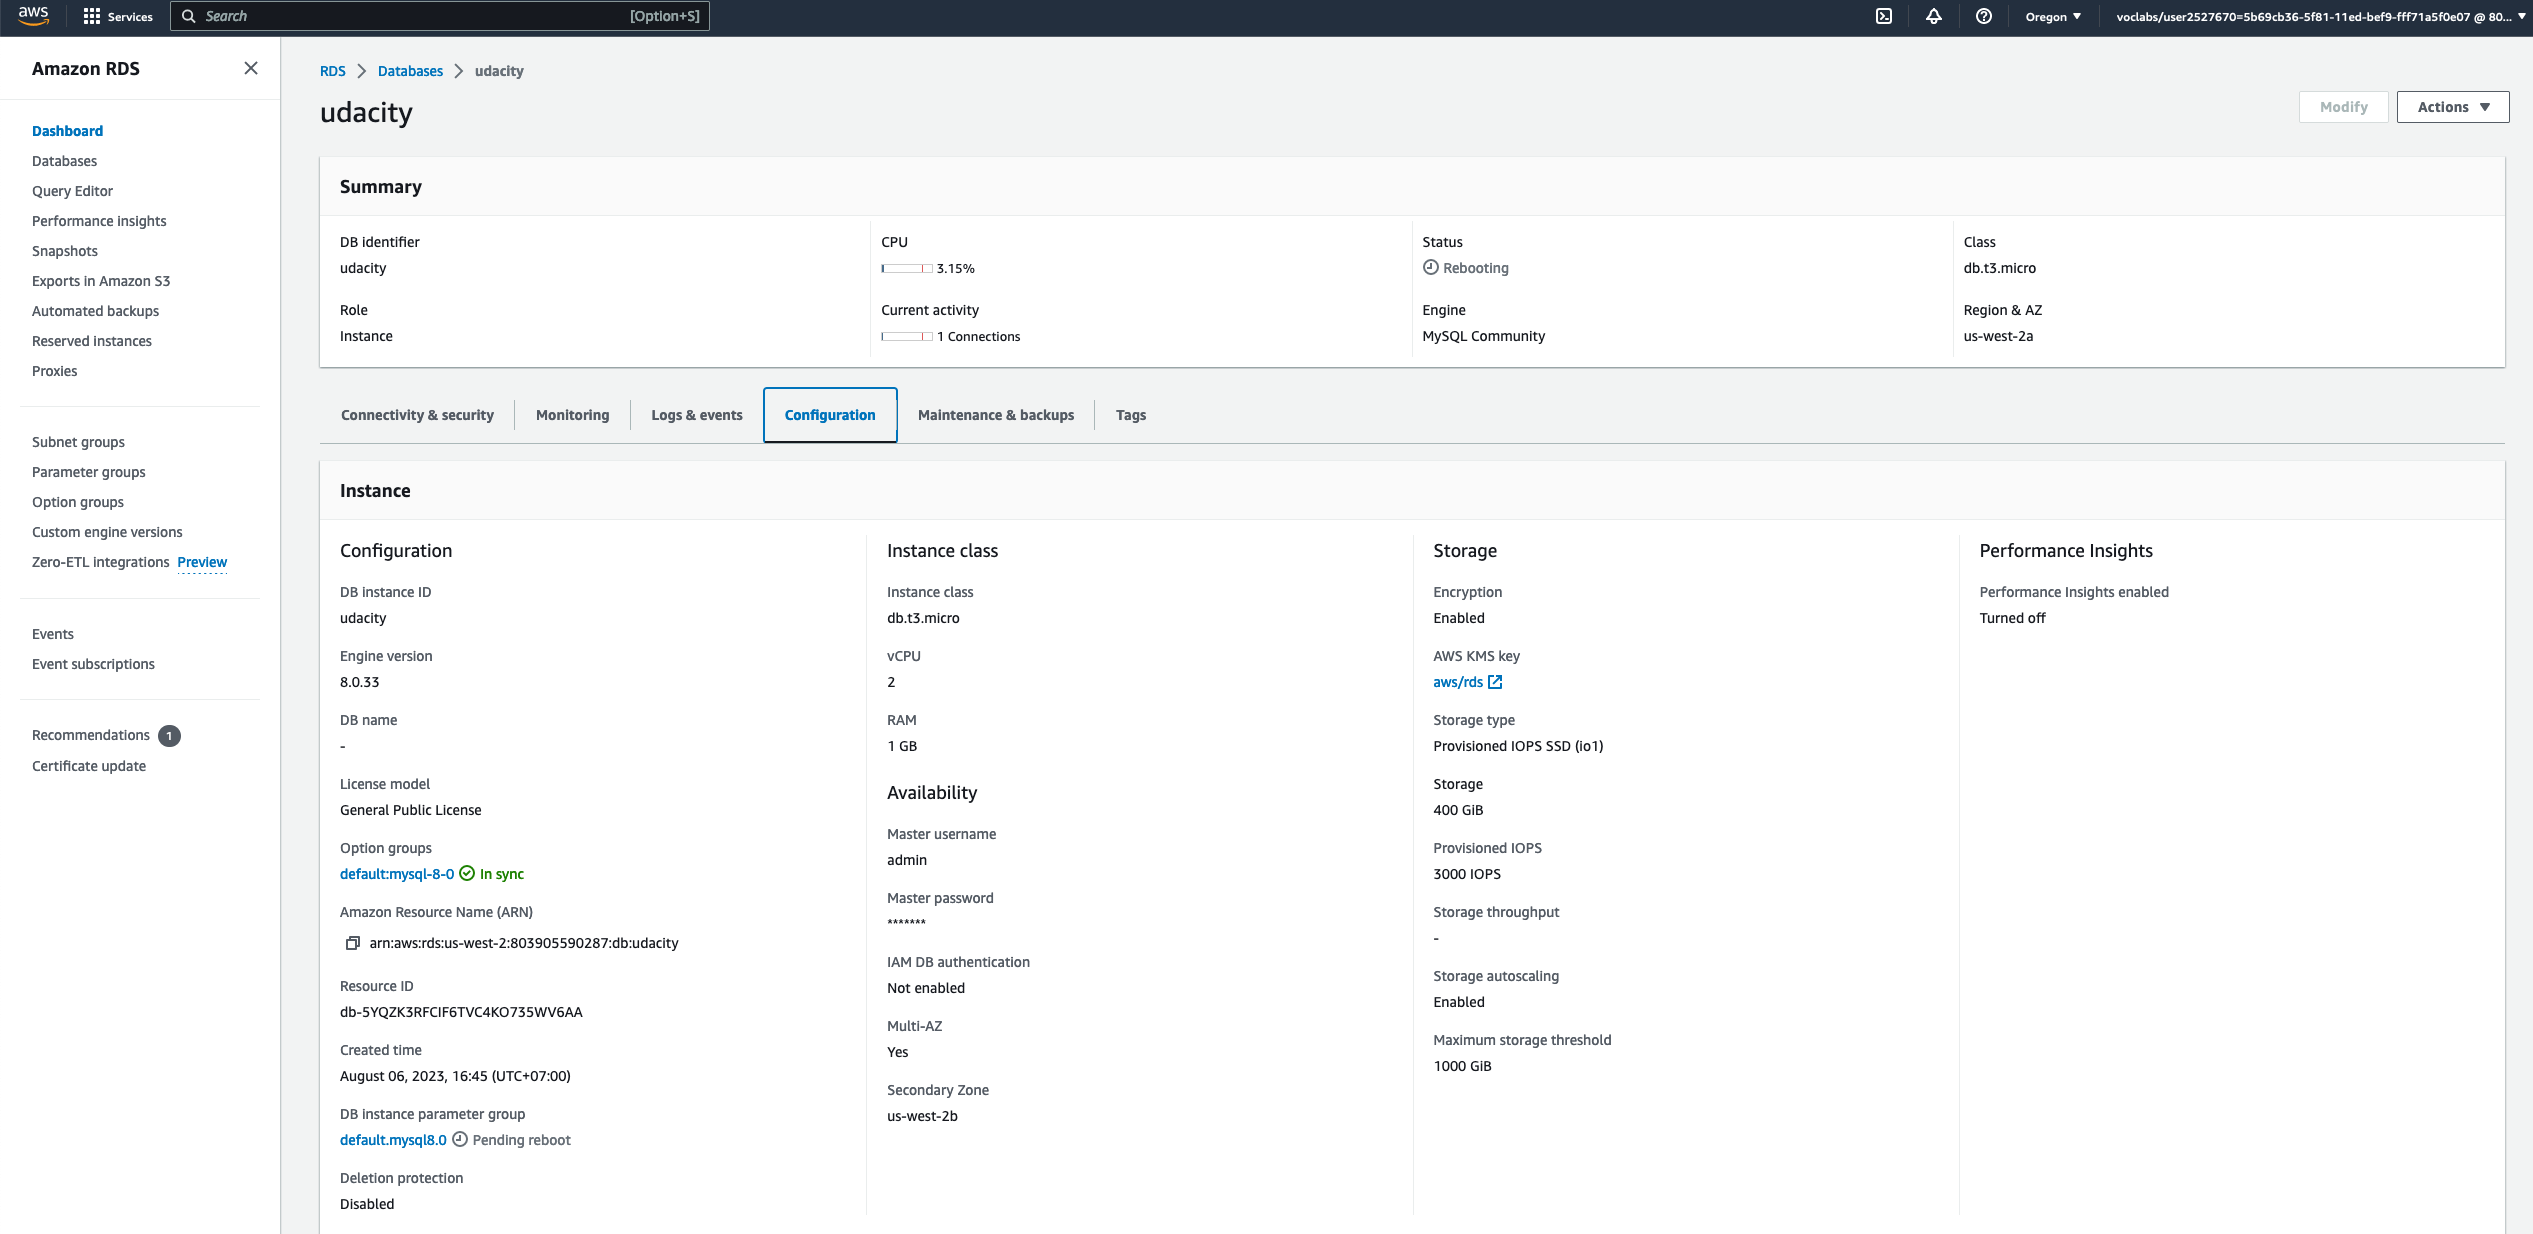 aws
Services
Search
[Option+S]
Oregon
voclabs/user2527670=5b69cb36-5f81-11ed-bef9-fff71a5f0e07 @ 80...
Amazon RDS
Dashboard
Databases
Query Editor
Performance insights
Snapshots
Exports in Amazon S3
Automated backups
Reserved instances
Proxies
Subnet groups
Parameter groups
Option groups
Custom engine versions
Zero-ETL integrations Preview
Events
Event subscriptions
Recommendations 1
Certificate update
RDS > Databases > udacity
udacity
Modify
Actions
Summary
DB identifier
udacity
Role
Instance
CPU
3.15%
Current activity
1 Connections
Status
Rebooting
Engine
MySQL Community
Class
db.t3.micro
Region & AZ
us-west-2a
Connectivity & security
Monitoring
Logs & events
Configuration
Maintenance & backups
Tags
Instance
Configuration
DB instance ID
udacity
Engine version
8.0.33
DB name
-
License model
General Public License
Option groups
default:mysql-8-0 In sync
Amazon Resource Name (ARN)
arn:aws:rds:us-west-2:803905590287:db:udacity
Resource ID
db-5YQZK3RFCIF6TVC4KO735WV6AA
Created time
August 06, 2023, 16:45 (UTC+07:00)
DB instance parameter group
default.mysql8.0 Pending reboot
Deletion protection
Disabled
Instance class
Instance class
db.t3.micro
vCPU
2
RAM
1 GB
Availability
Master username
admin
Master password
*******
IAM DB authentication
Not enabled
Multi-AZ
Yes
Secondary Zone
us-west-2b
Storage
Encryption
Enabled
AWS KMS key
aws/rds
Storage type
Provisioned IOPS SSD (io1)
Storage
400 GiB
Provisioned IOPS
3000 IOPS
Storage throughput
-
Storage autoscaling
Enabled
Maximum storage threshold
1000 GiB
Performance Insights
Performance Insights enabled
Turned off